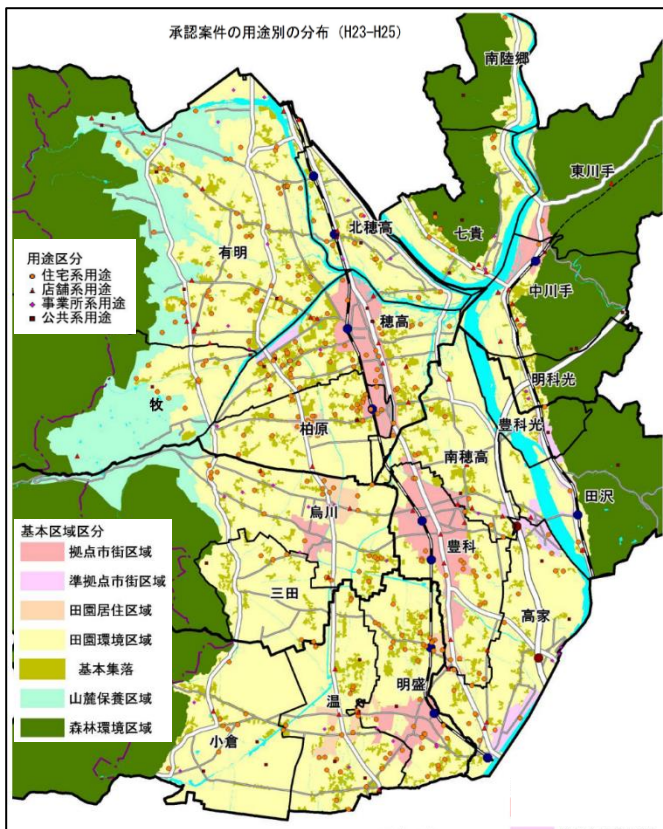 承認案件の用途別の分布（H23-H25）
南陸郷
東川手
七貴
北穂高
有明
用途区分
住宅系用途
店舗系用途
事業所系用途
公共系用途
中川手
穂高
明科光
牧
豊科光
柏原
南穂高
田沢
烏川
豊科
基本区域区分
拠点市街区域
準拠点市街区域
田園居住区域
田園環境区域
基本集落
山麓保養区域
森林環境区域
三田
高家
明盛
温
小倉